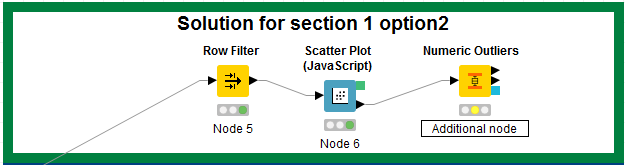 Solution for section 1 option2
Row Filter
Scatter Plot
(JavaScript)
Numeric Outliers
Node 5
Node 6
Additional node